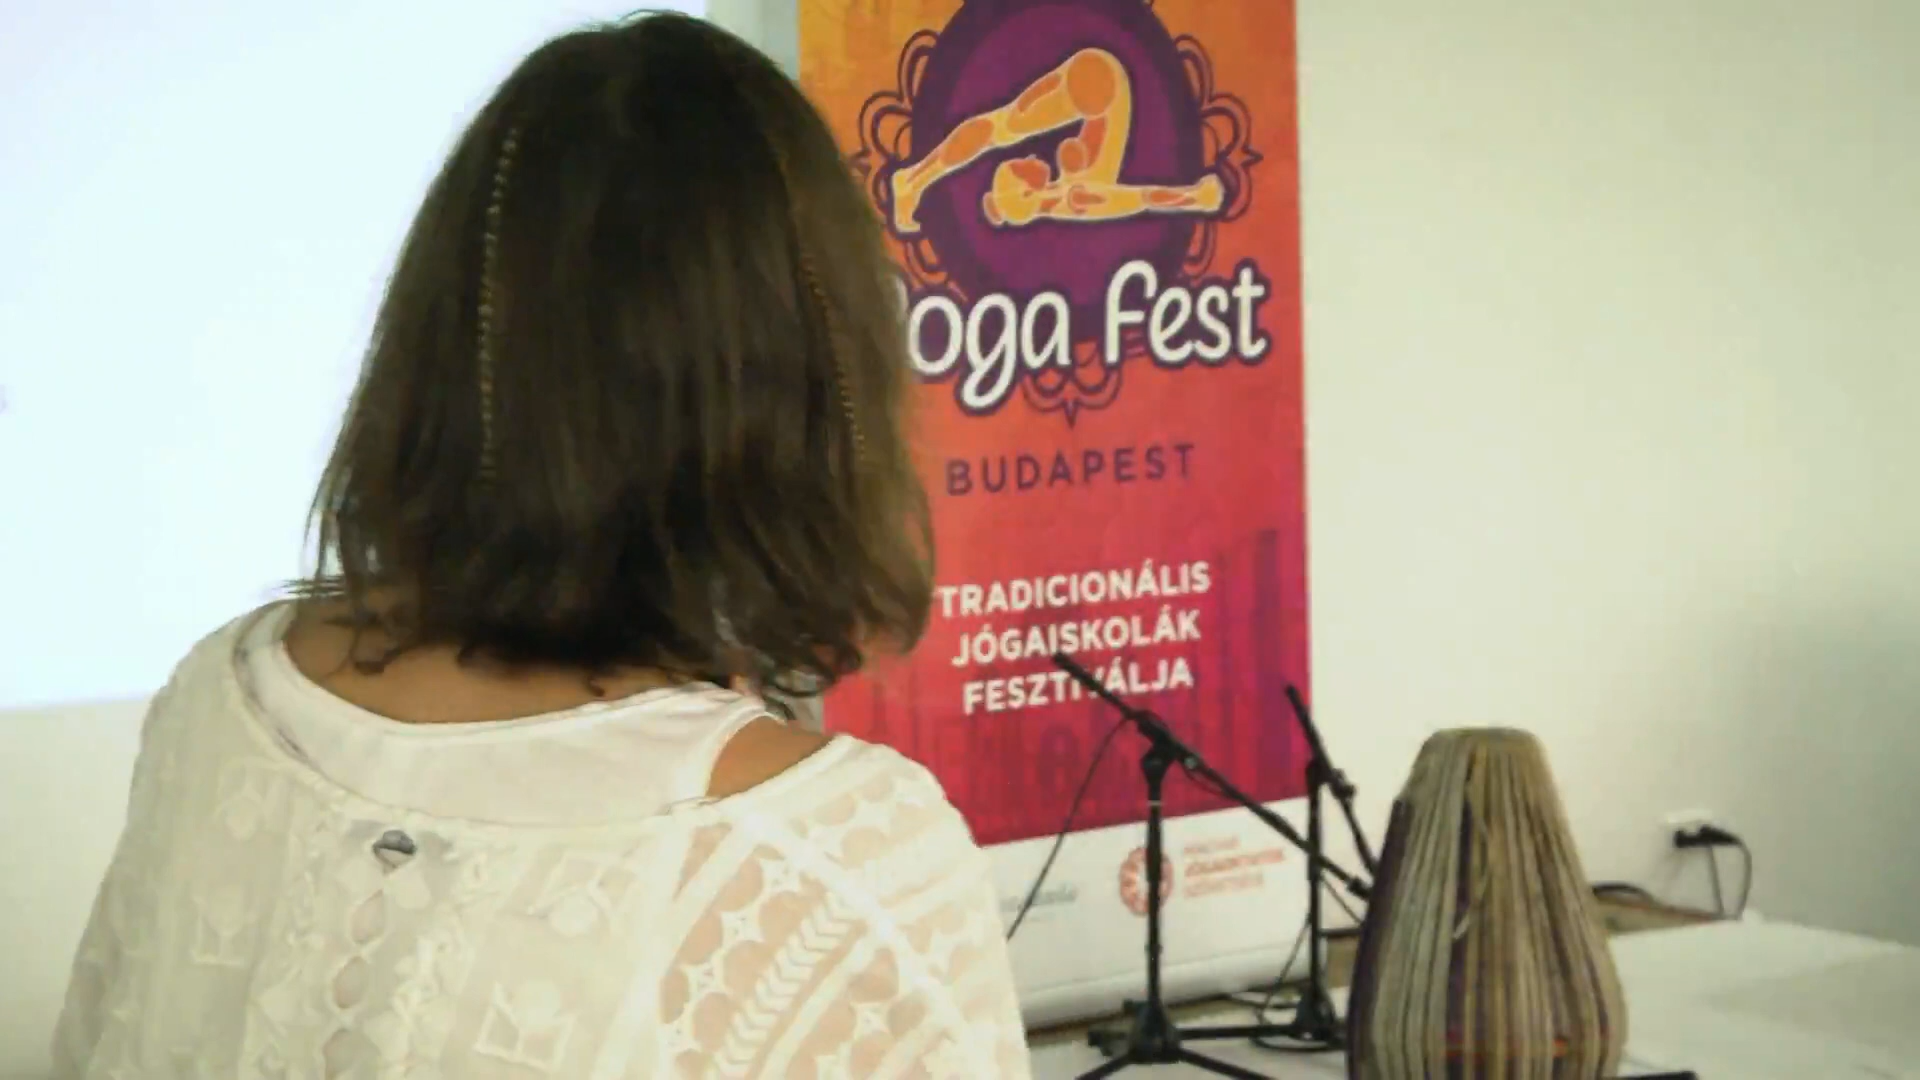 oga fest
BUDAPEST
TRADICIONÁLIS
JÓGAISKOLÁK
FESZTIVÁLJA